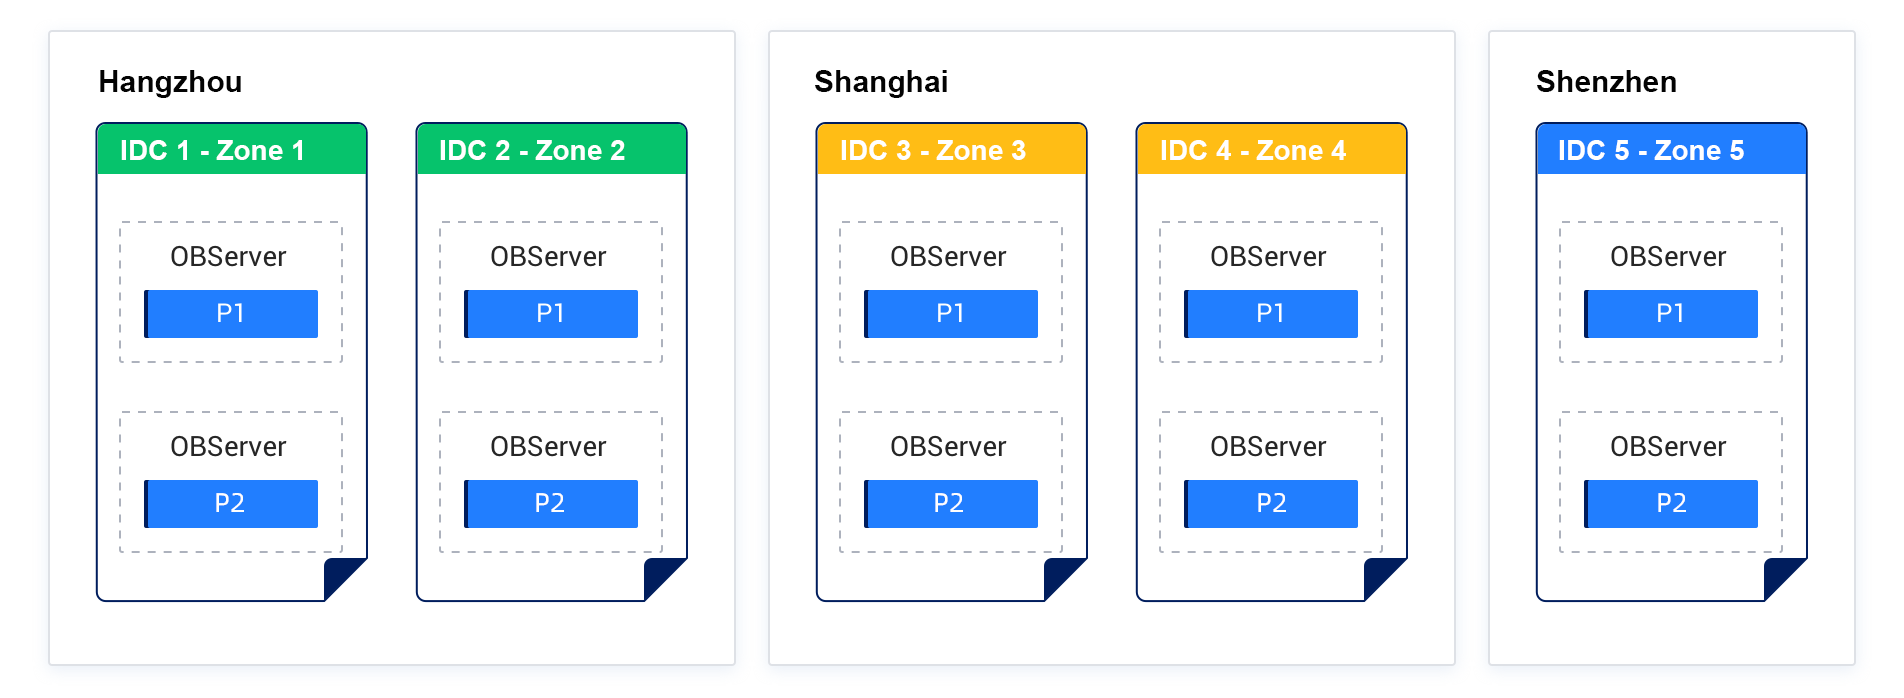 Hangzhou
IDC 1 - Zone 1
OBServer
P1
OBServer
P2
IDC 2 - Zone 2
OBServer
P1
OBServer
P2
Shanghai
IDC 3 - Zone 3
OBServer
P1
OBServer
P2
IDC 4 - Zone 4
OBServer
P1
OBServer
P2
Shenzhen
IDC 5 - Zone 5
OBServer
P1
OBServer
P2